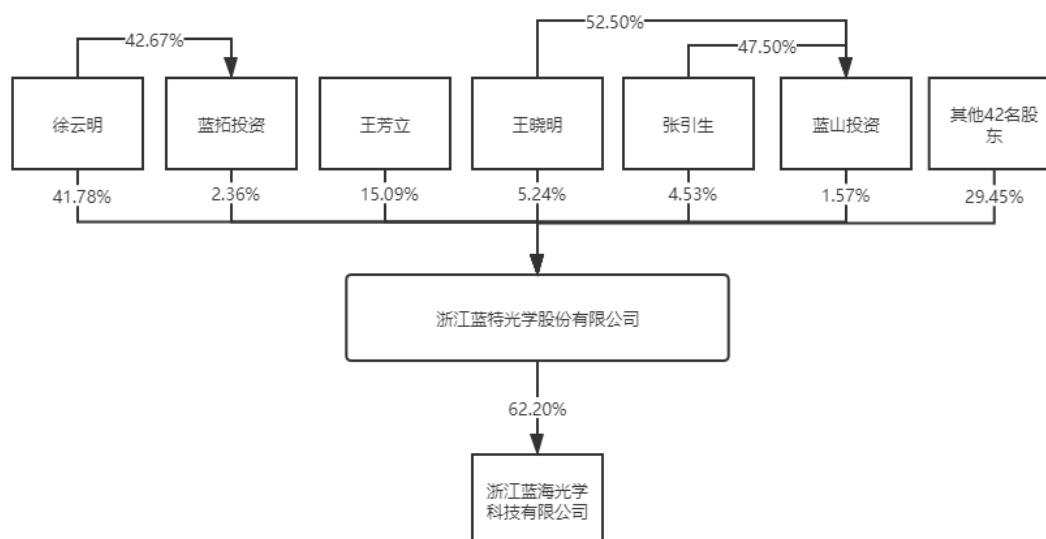 52.50%
42.67%
47.50%
徐云明
蓝拓投资
王芳立
王晓明
张引生
蓝山投资
其他42名股
东
41.78%
2.36%
15.09%
5.24%
4.53%
1.57%
29.45%
浙江蓝特光学股份有限公司
62.20%
浙江蓝海光学
科技有限公司